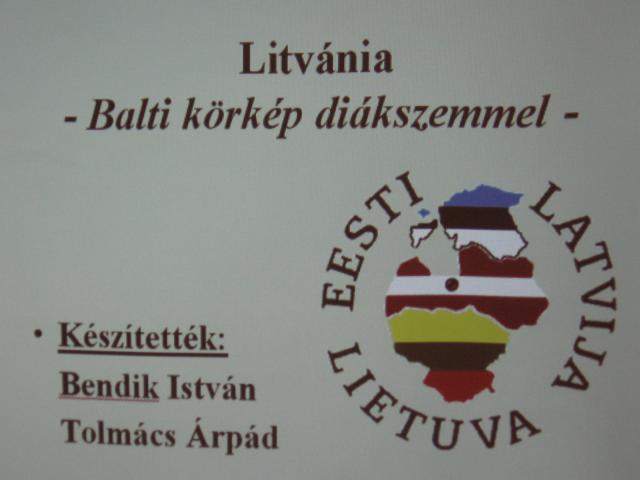 Litvánia
- Balti körkép diákszemmel -
EESTI
LATVIJA
LIETUVA
• Készítették:
Bendik István
Tolmács Árpád